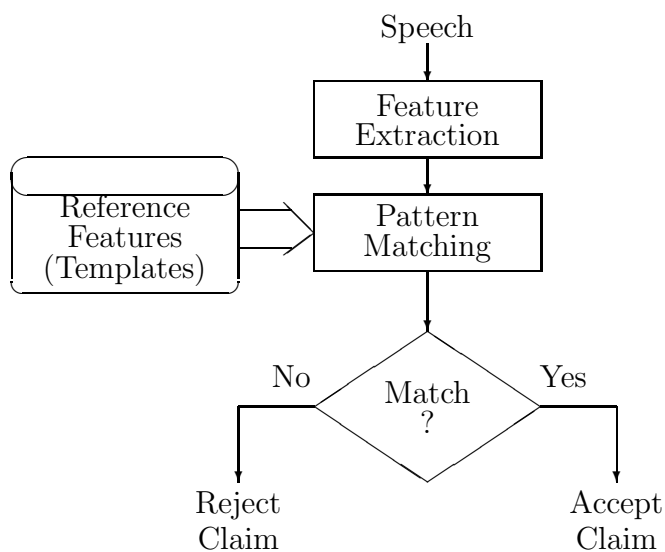 Speech
Feature
Extraction
Reference
Features
(Templates)
Pattern
Matching
No
Yes
Match
?
Reject
Claim
Accept
Claim